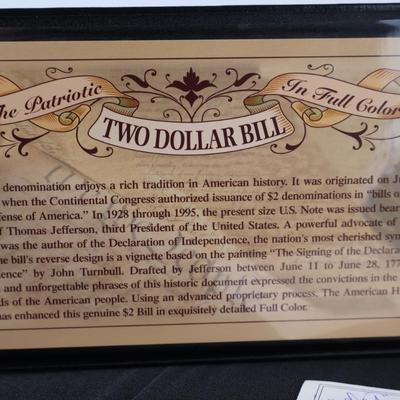 The Patriotic
In Full Color
TWO DOLLAR BILL
denomination enjoys a rich tradition in American history. It was originated on
when the Continental Congress authorized issuance of $2 denominations in “bills
of America.” In 1928 through 1995, the present size U.S. Note was issued
of Thomas Jefferson, third President of the United States. A powerful advocate of
was the author of the Declaration of Independence, the nation's most cherished
he bill's reverse design is a vignette based on the painting “The Signing of the
by John Turnbull. Drafted by Jefferson between June 11 to June 28,
and unforgettable phrases of this historic document expressed the convictions in the
of the American people. Using an advanced proprietary process, The American
has enhanced this genuine $2 Bill in exquisitely detailed Full Color.